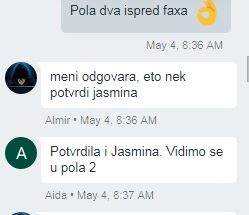 Pola dva ispred faxa 👌
May 4, 8:36 AM
meni odgovara, eto nek
potvrdi jasmina
Almir • May 4, 8:36 AM
A
Potvrdila i Jasmina. Vidimo se
u pola 2
Aida • May 4, 8:37 AM